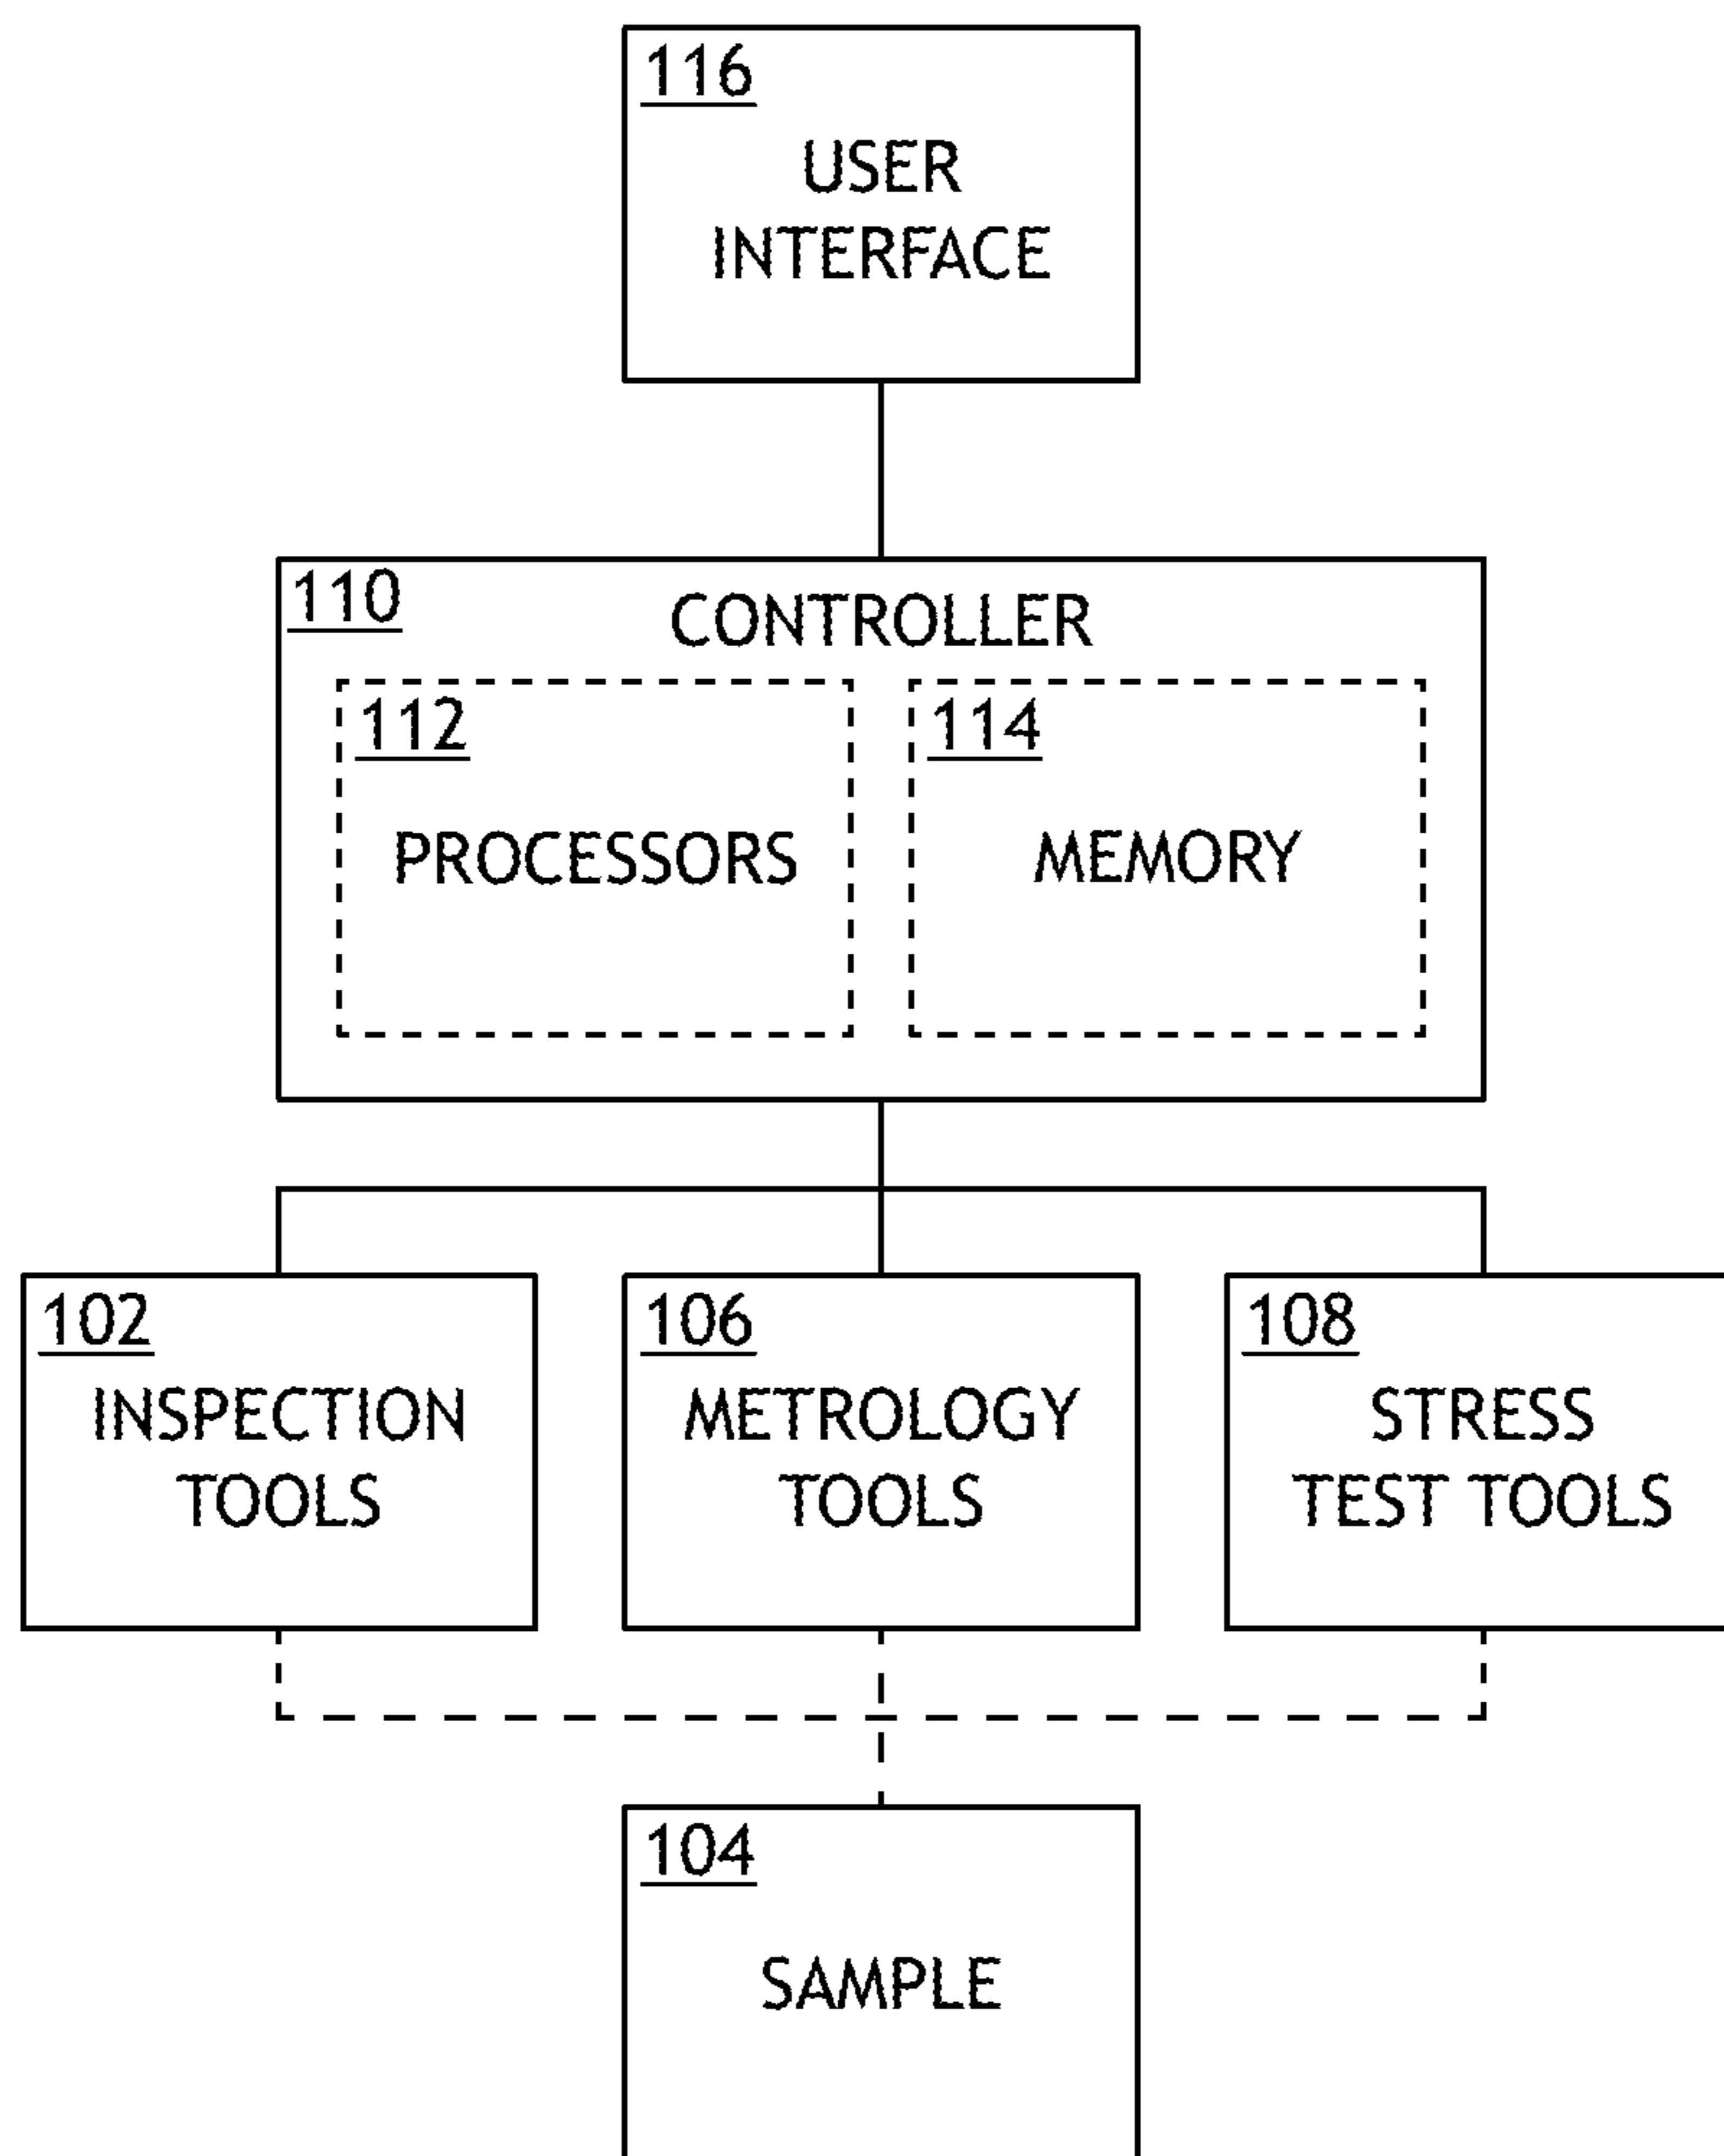 116
USER
INTERFACE
110
CONTROLLER
112
PROCESSORS
114
MEMORY
102
INSPECTION
TOOLS
106
METROLOGY
TOOLS
108
STRESS
TEST TOOLS
104
SAMPLE